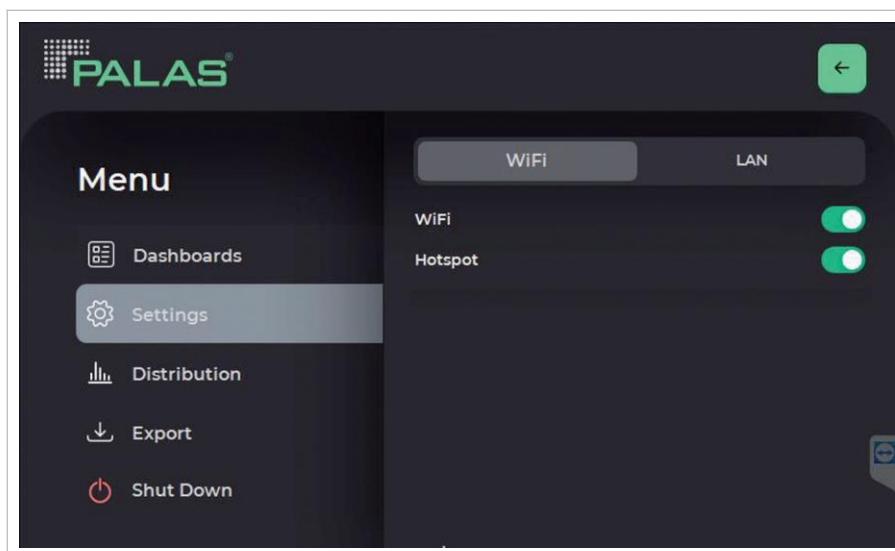 PALAS®
Menu
Dashboards
Settings
Distribution
Export
Shut Down
WiFi
LAN
WiFi
Hotspot